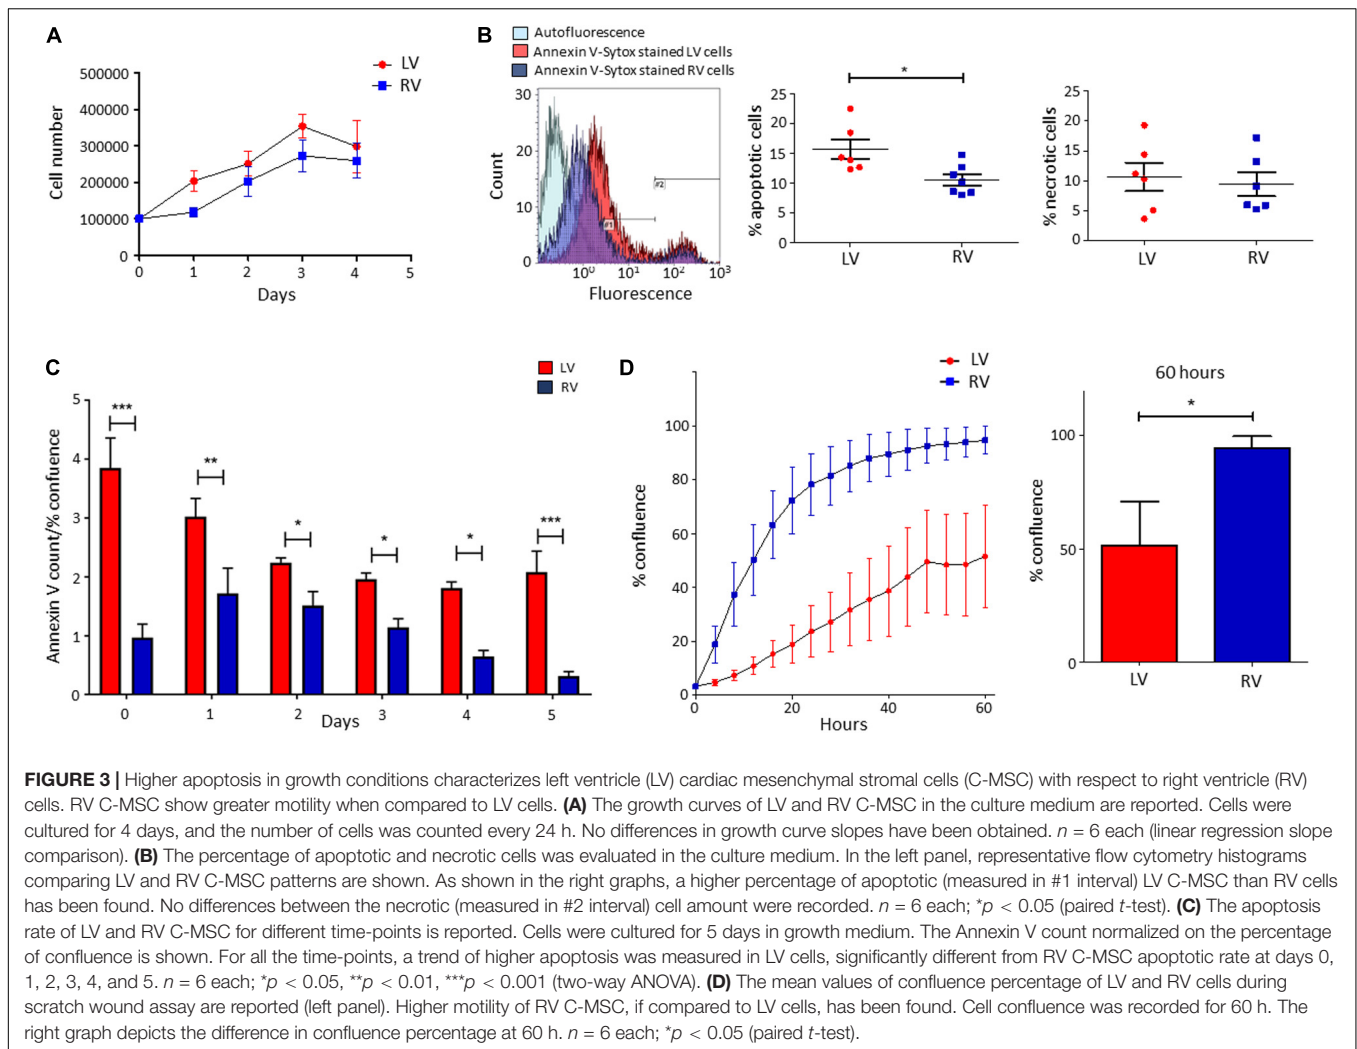 A
LV
RV
500000
400000
300000
200000
100000
0
Cell number
0 1 2 3 4 5
Days
B
Autofluorescence
Annexin V-Sytox stained LV cells
Annexin V-Sytox stained RV cells
30
20
10
0
Count
#1
#2
10⁰ 10¹ 10² 10³
Fluorescence
*
25
20
15
10
5
0
% apoptotic cells
LV RV
25
20
15
10
5
0
% necrotic cells
LV RV
C
LV
RV
5
4
3
2
1
0
Annexin V count/% confuence
*** ** * * * ***
0 1 2 3 4 5
Days
D
LV
RV
100
80
60
40
20
0
% confluence
0 20 40 60
Hours
60 hours
*
100
50
0
% confluence
LV RV
FIGURE 3 | Higher apoptosis in growth conditions characterizes left ventricle (LV) cardiac mesenchymal stromal cells (C-MSC) with respect to right ventricle (RV)
cells. RV C-MSC show greater motility when compared to LV cells. (A) The growth curves of LV and RV C-MSC in the culture medium are reported. Cells were
cultured for 4 days, and the number of cells was counted every 24 h. No differences in growth curve slopes have been obtained. n = 6 each (linear regression slope
comparison). (B) The percentage of apoptotic and necrotic cells was evaluated in the culture medium. In the left panel, representative flow cytometry histograms
comparing LV and RV C-MSC patterns are shown. As shown in the right graphs, a higher percentage of apoptotic (measured in #1 interval) LV C-MSC than RV cells
has been found. No differences between the necrotic (measured in #2 interval) cell amount were recorded. n = 6 each; *p < 0.05 (paired t-test). (C) The apoptosis
rate of LV and RV C-MSC for different time-points is reported. Cells were cultured for 5 days in growth medium. The Annexin V count normalized on the percentage
of confluence is shown. For all the time-points, a trend of higher apoptosis was measured in LV cells, significantly different from RV C-MSC apoptotic rate at days 0,
1, 2, 3, 4, and 5. n = 6 each; *p < 0.05, **p < 0.01, ***p < 0.001 (two-way ANOVA). (D) The mean values of confluence percentage of LV and RV cells during
scratch wound assay are reported (left panel). Higher motility of RV C-MSC, if compared to LV cells, has been found. Cell confluence was recorded for 60 h. The
right graph depicts the difference in confluence percentage at 60 h. n = 6 each; *p < 0.05 (paired t-test).